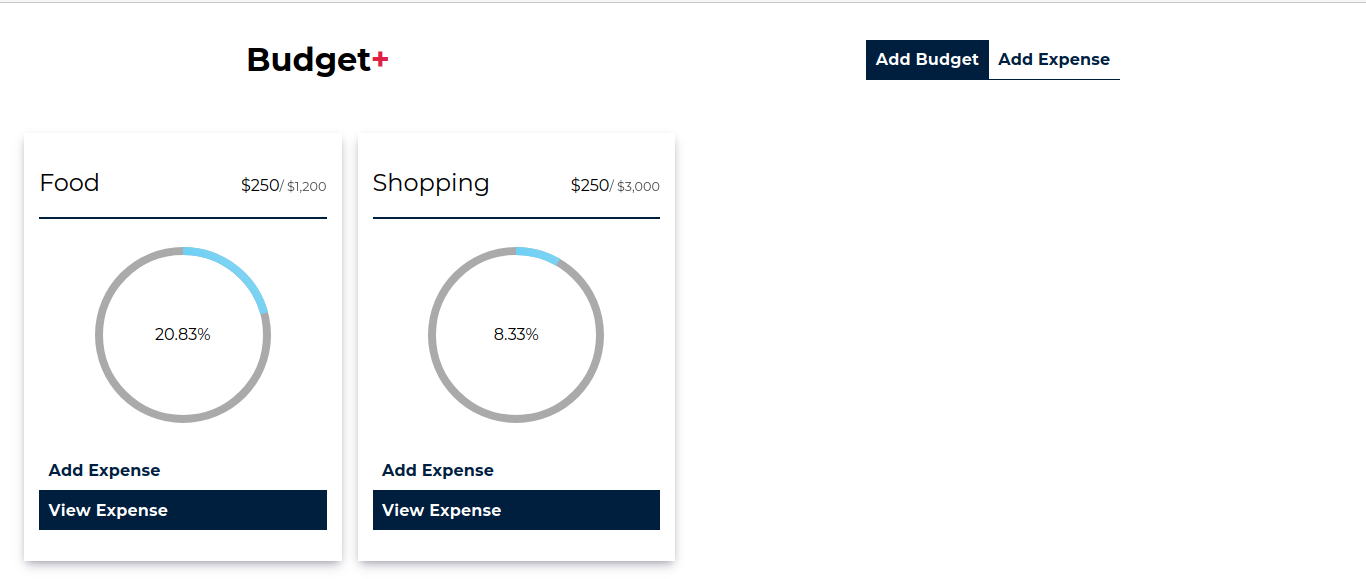 Budget+
Add Budget Add Expense
Food $250/ $1,200
20.83%
Add Expense
View Expense
Shopping $250/ $3,000
8.33%
Add Expense
View Expense